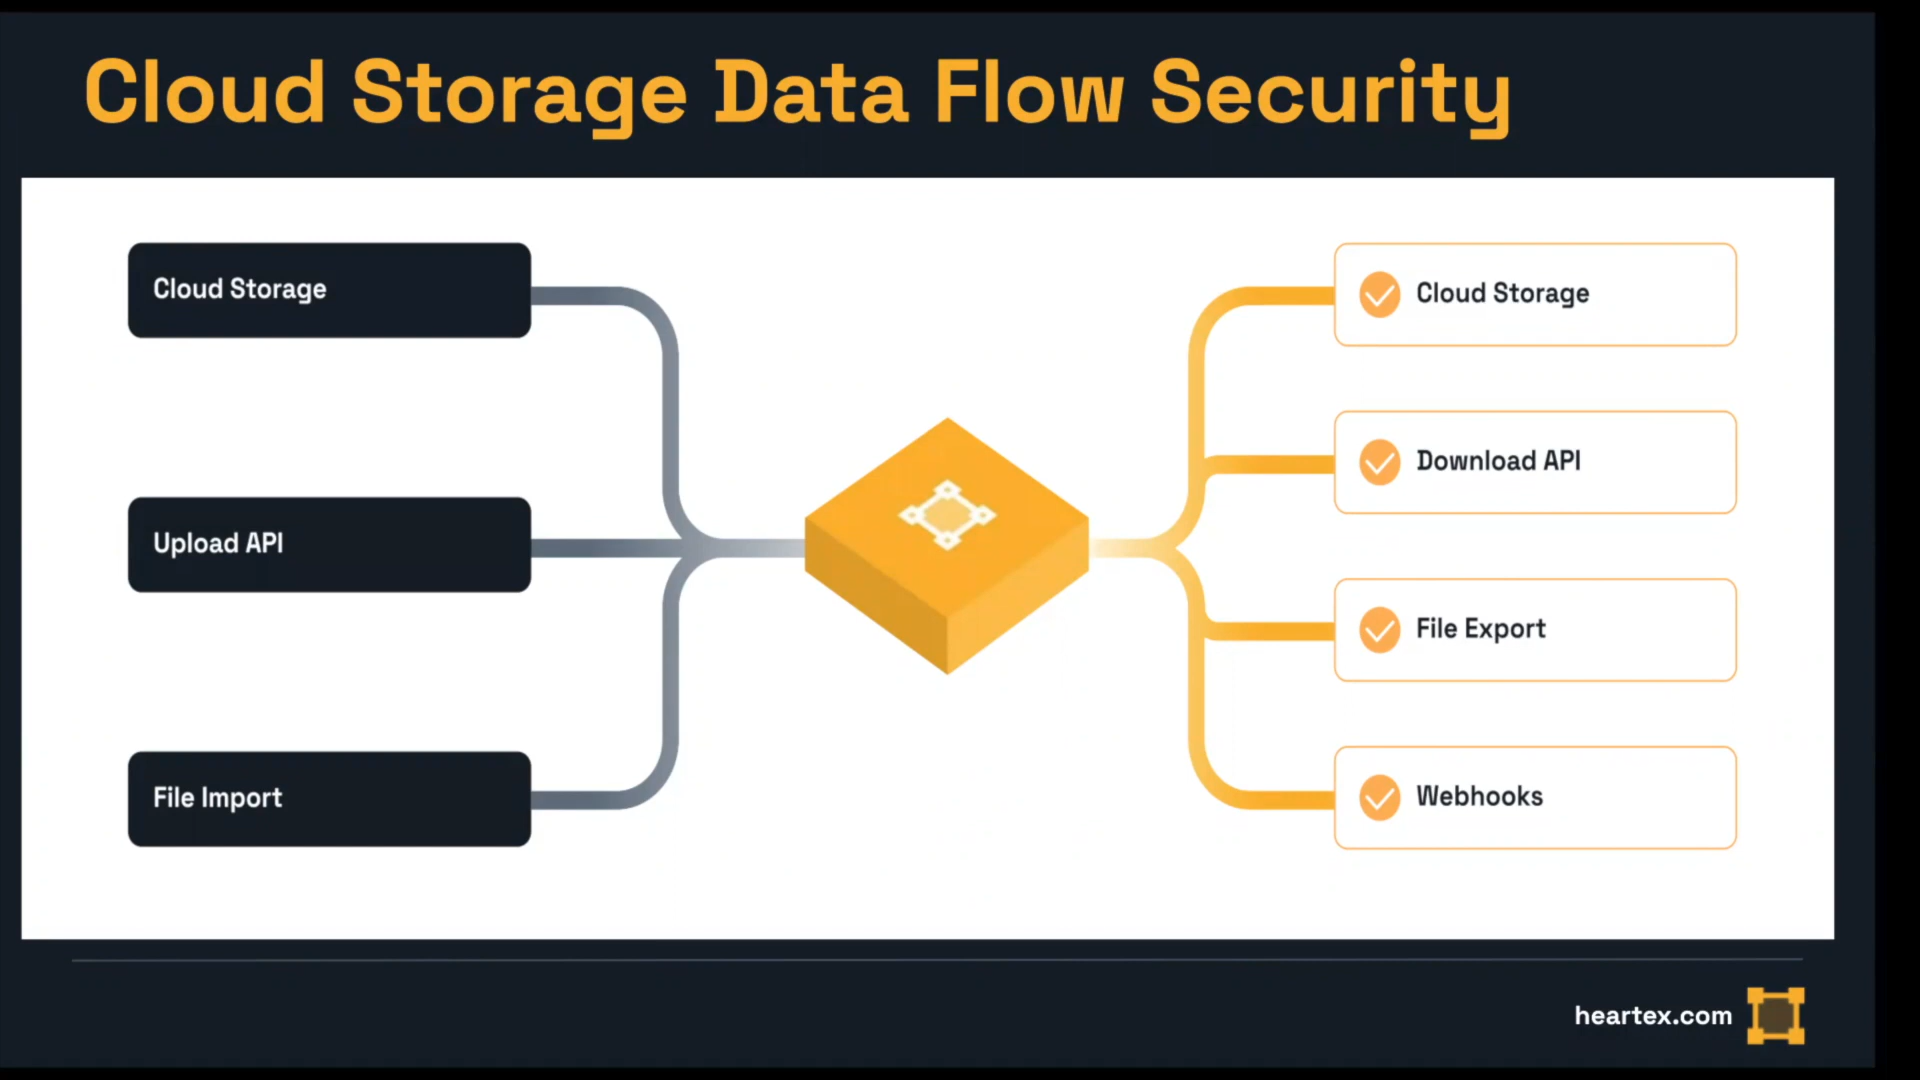 Cloud Storage Data Flow Security
Cloud Storage
Upload API
File Import
Cloud Storage
Download API
File Export
Webhooks
heartex.com